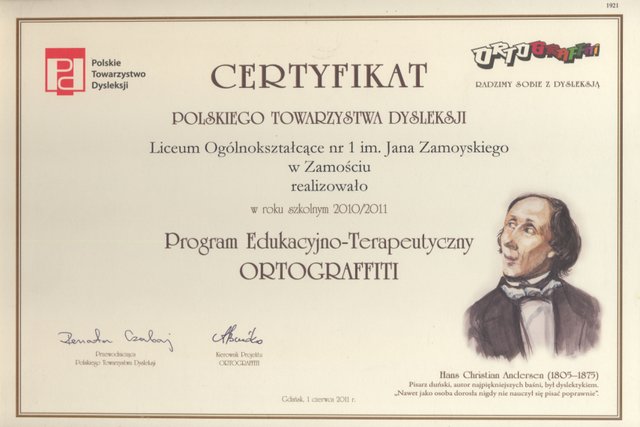 1921
Polskie
Towarzystwo
Dysleksji
ORTOGRAFFITI
RADZIMY SOBIE Z DYSLEKSJĄ
CERTYFIKAT
POLSKIEGO TOWARZYSTWA DYSLEKSJI
Liceum Ogólnokształcące nr 1 im. Jana Zamoyskiego
w Zamościu
realizowało
w roku szkolnym 2010/2011
Program Edukacyjno-Terapeutyczny
ORTOGRAFFITI
Przewodnicząca
Polskiego Towarzystwa Dysleksji
Kierownik Projektu
ORTOGRAFFITI
Hans Christian Andersen (1805–1875)
Pisarz duński, autor najpiękniejszych baśni, był dyslektykiem.
„Nawet jako osoba dorosła nigdy nie nauczył się pisać poprawnie”.
Gdańsk, 1 czerwca 2011 r.